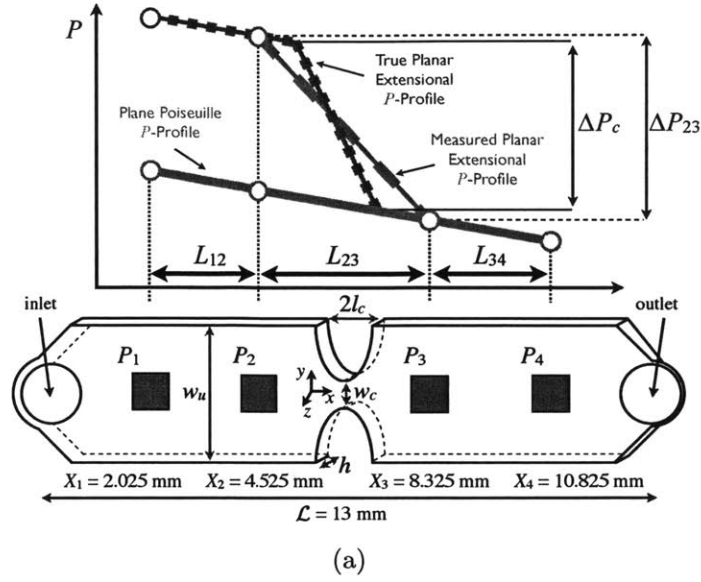 P
True Planar
Extensional
P-Profile
Plane Poiseuille
P-Profile
Measured Planar
Extensional
P-Profile
ΔP_c
ΔP_23
L_12
L_23
L_34
inlet
2l_c
outlet
P_1
P_2
P_3
P_4
w_u
y
x
z
w_c
h
X_1 = 2.025 mm
X_2 = 4.525 mm
X_3 = 8.325 mm
X_4 = 10.825 mm
ℒ = 13 mm
(a)